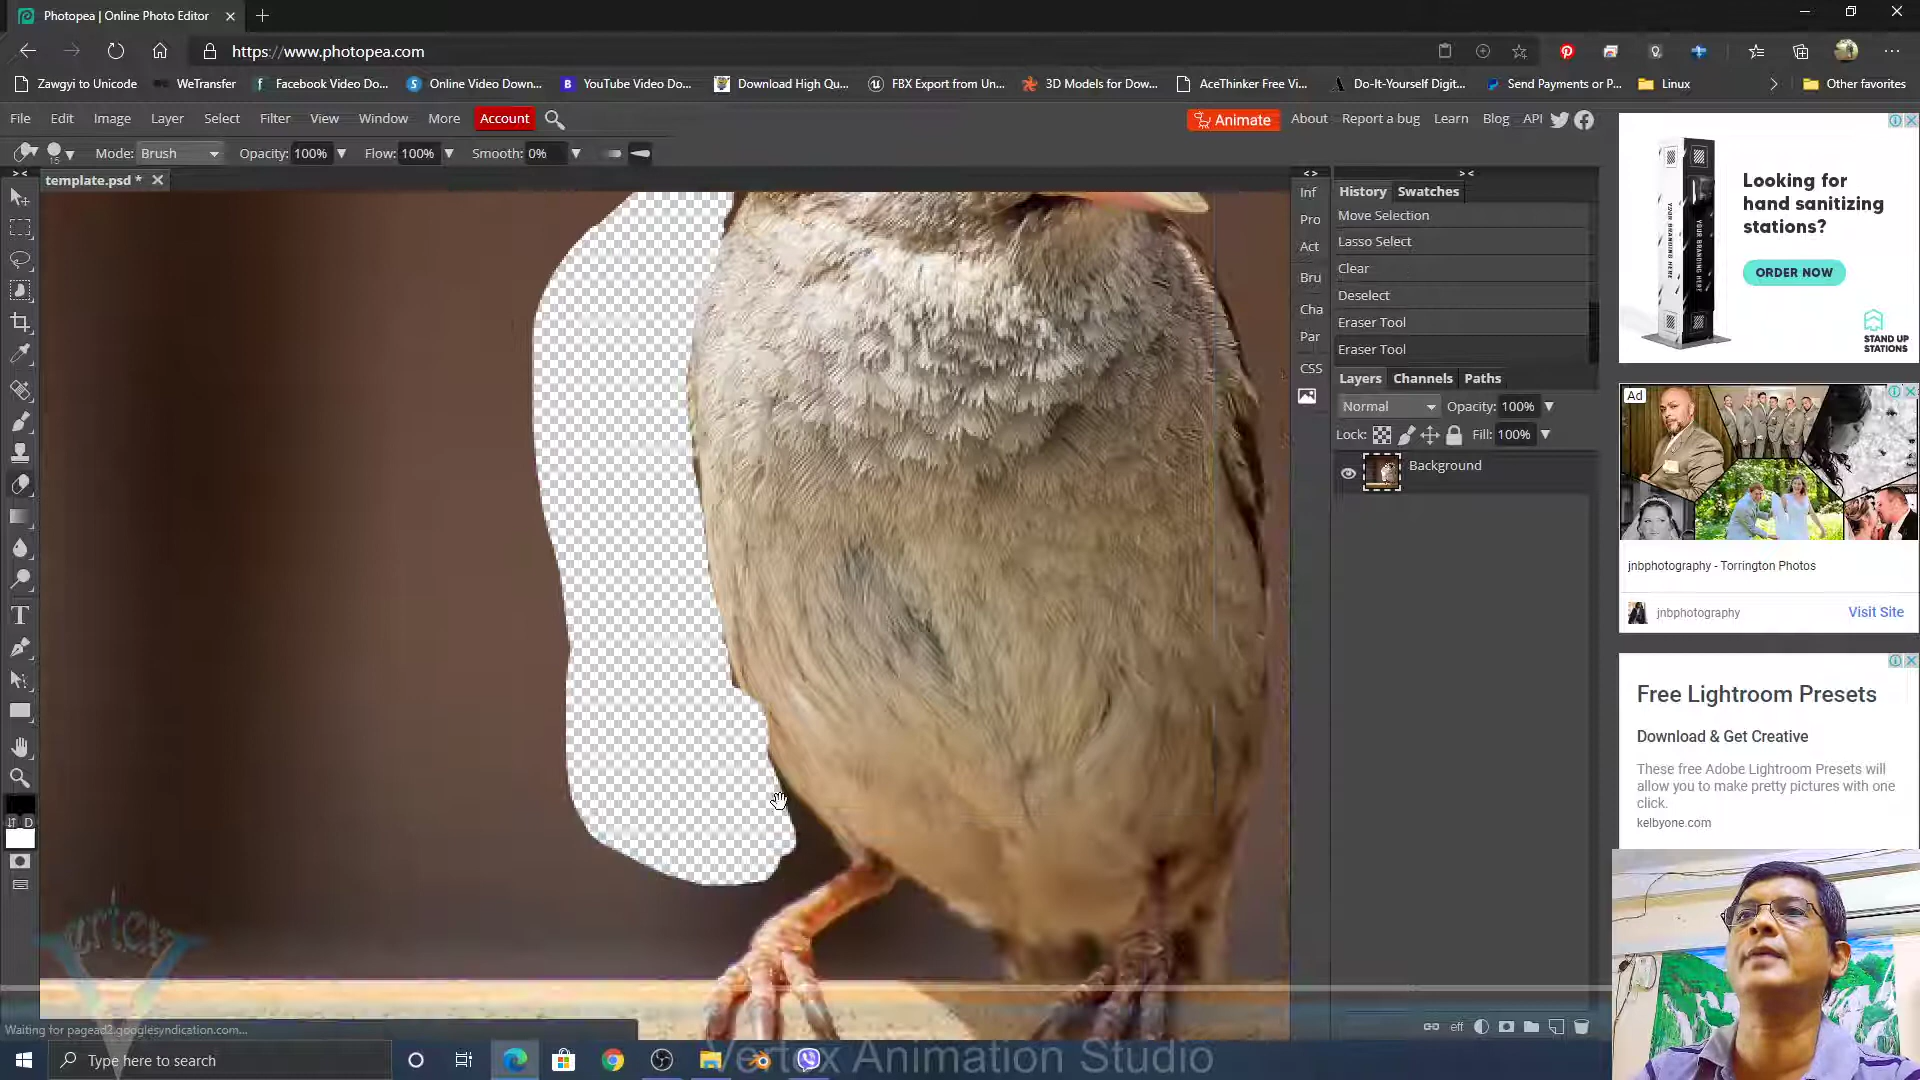 Photopea | Online Photo Editor
https://www.photopea.com
Zawgyi to Unicode
WeTransfer
Facebook Video Do...
Online Video Down...
YouTube Video Do...
Download High Qu...
FBX Export from Un...
3D Models for Dow...
AceThinker Free Vi...
Do-It-Yourself Digit...
Send Payments or P...
Linux
Other favorites
File Edit Image Layer Select Filter View Window More Account
Animate About Report a bug Learn Blog API
15 Mode: Brush Opacity: 100% Flow: 100% Smooth: 0%
template.psd *
Inf
Pro
Act
Bru
Cha
Par
CSS
History Swatches
Move Selection
Lasso Select
Clear
Deselect
Eraser Tool
Eraser Tool
Layers Channels Paths
Normal Opacity: 100%
Lock: Fill: 100%
Background
eff
D
Looking for
hand sanitizing
stations?
ORDER NOW
YOUR BRANDING HERE
YOUR BRANDING HERE
STAND UP
STATIONS
Ad
jnbphotography - Torrington Photos
jnbphotography Visit Site
Free Lightroom Presets
Download & Get Creative
These free Adobe Lightroom Presets will
allow you to make pretty pictures with one
click.
kelbyone.com
Waiting for pagead2.googlesyndication.com...
Type here to search
Vertex Animation Studio